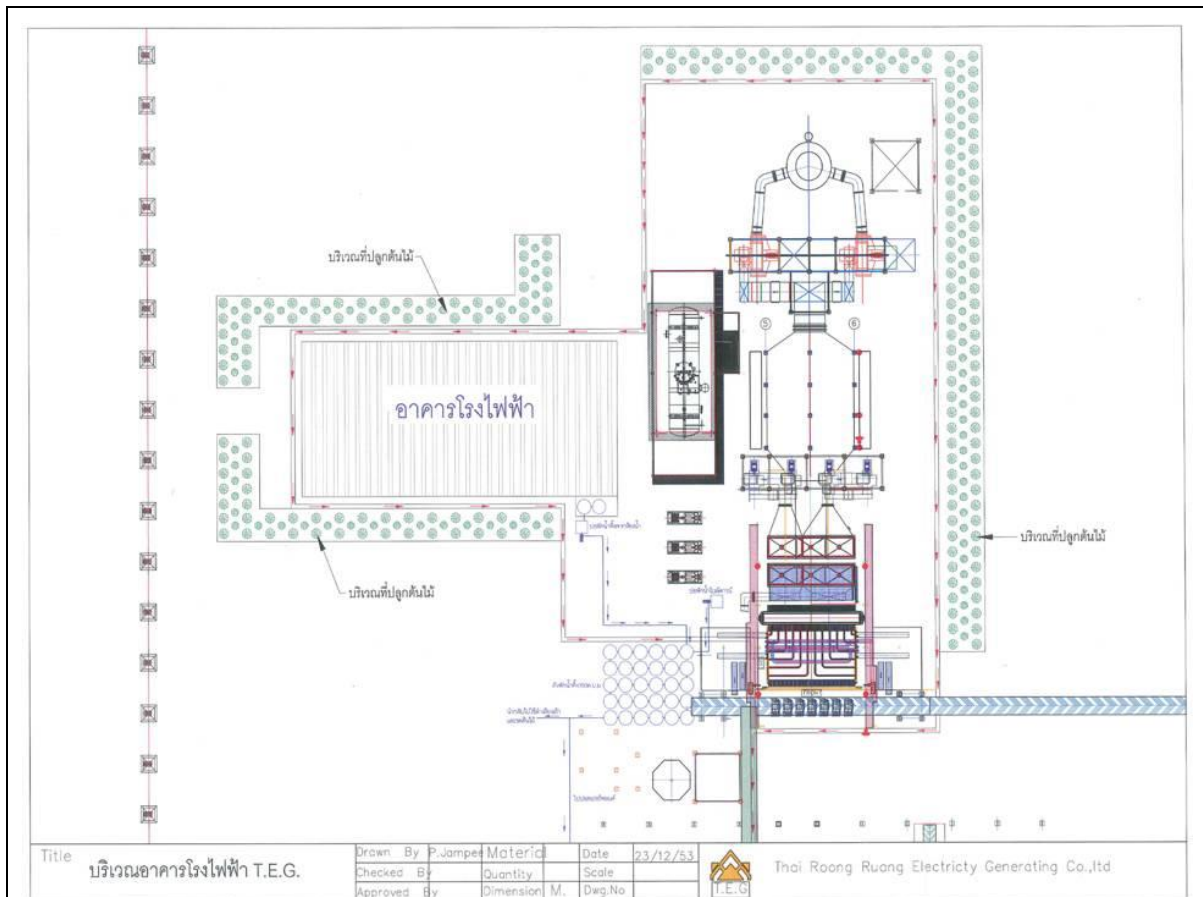 บริเวณที่ปลูกต้นไม้
5
6
อาคารโรงไฟฟ้า
บริเวณที่ปลูกต้นไม้
บริเวณที่ปลูกต้นไม้
Title
บริเวณอาคารโรงไฟฟ้า T.E.G.
Drawn By P.Jampee Material Date 23/12/53
Checked By Quantity Scale
Approved By Dimension M. Dwg.No
T.E.G
Thai Roong Ruang Electricty Generating Co.,ltd